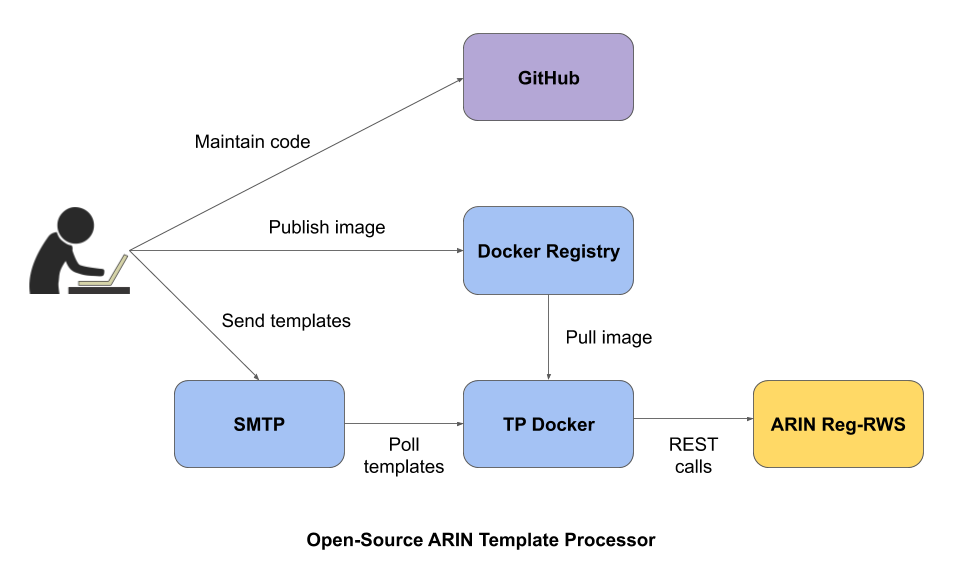 GitHub
Maintain code
Publish image
Docker Registry
Send templates
Pull image
SMTP
Poll
templates
TP Docker
REST
calls
ARIN Reg-RWS
Open-Source ARIN Template Processor